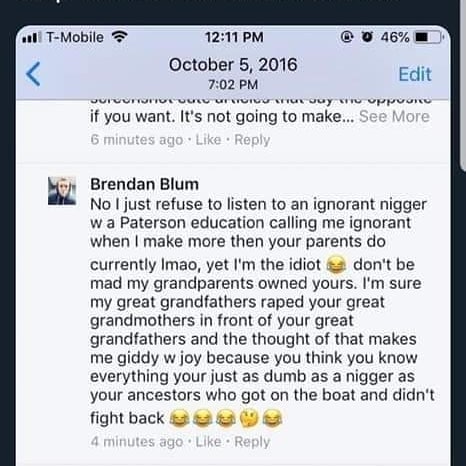 T-Mobile 12:11 PM 46%
October 5, 2016
7:02 PM
Edit
if you want. It's not going to make... See More
6 minutes ago · Like · Reply
Brendan Blum
No I just refuse to listen to an ignorant nigger
w a Paterson education calling me ignorant
when I make more then your parents do
currently lmao, yet I'm the idiot 😂 don't be
mad my grandparents owned yours. I'm sure
my great grandfathers raped your great
grandmothers in front of your great
grandfathers and the thought of that makes
me giddy w joy because you think you know
everything your just as dumb as a nigger as
your ancestors who got on the boat and didn't
fight back 😂😂😂🤔😂
4 minutes ago · Like · Reply